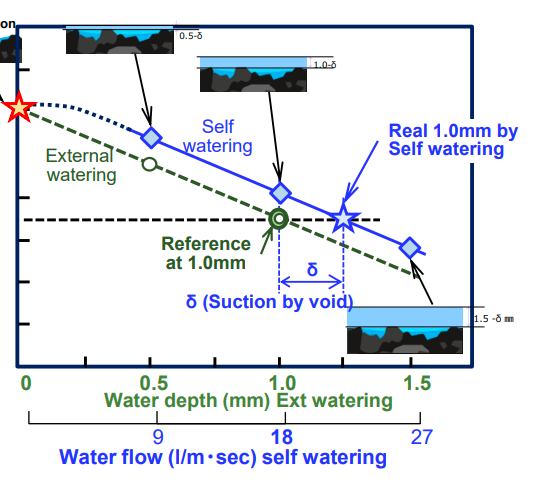 on
0.5-δ
1.0-δ
Self
watering
Real 1.0mm by
Self watering
External
watering
Reference
at 1.0mm
δ
δ (Suction by void)
1.5 -δ mm
0 0.5 1.0 1.5
Water depth (mm) Ext watering
9 18 27
Water flow (l/m·sec) self watering